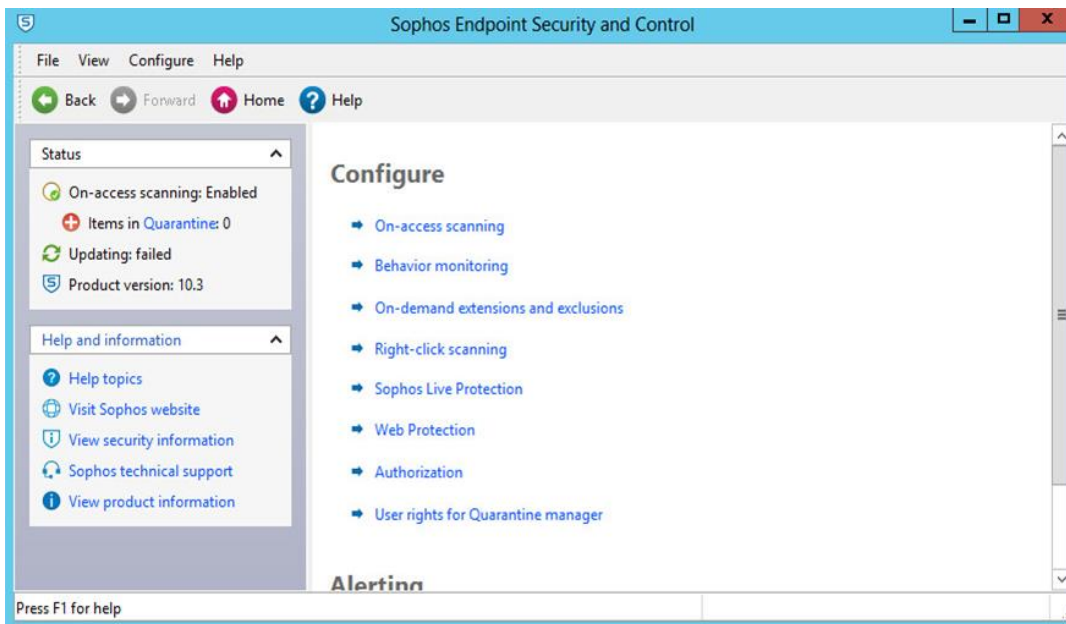 Sophos Endpoint Security and Control
File View Configure Help
Back Forward Home Help
Status
On-access scanning: Enabled
Items in Quarantine: 0
Updating: failed
Product version: 10.3
Help and information
Help topics
Visit Sophos website
View security information
Sophos technical support
View product information
Configure
On-access scanning
Behavior monitoring
On-demand extensions and exclusions
Right-click scanning
Sophos Live Protection
Web Protection
Authorization
User rights for Quarantine manager
Alerting
Press F1 for help